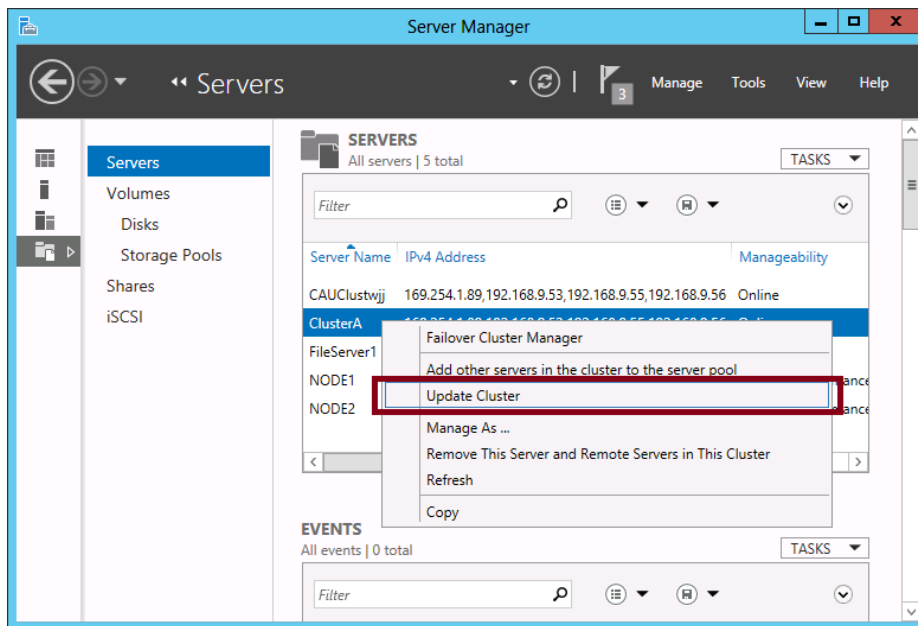 Server Manager
Servers
3
Manage Tools View Help
Servers
Volumes
Disks
Storage Pools
Shares
iSCSI
SERVERS
All servers | 5 total
TASKS
Filter
Server Name IPv4 Address Manageability
CAUClustwjj 169.254.1.89,192.168.9.53,192.168.9.55,192.168.9.56 Online
ClusterA
FileServer1
NODE1
NODE2
Failover Cluster Manager
Add other servers in the cluster to the server pool
Update Cluster
Manage As ...
Remove This Server and Remote Servers in This Cluster
Refresh
Copy
EVENTS
All events | 0 total
TASKS
Filter